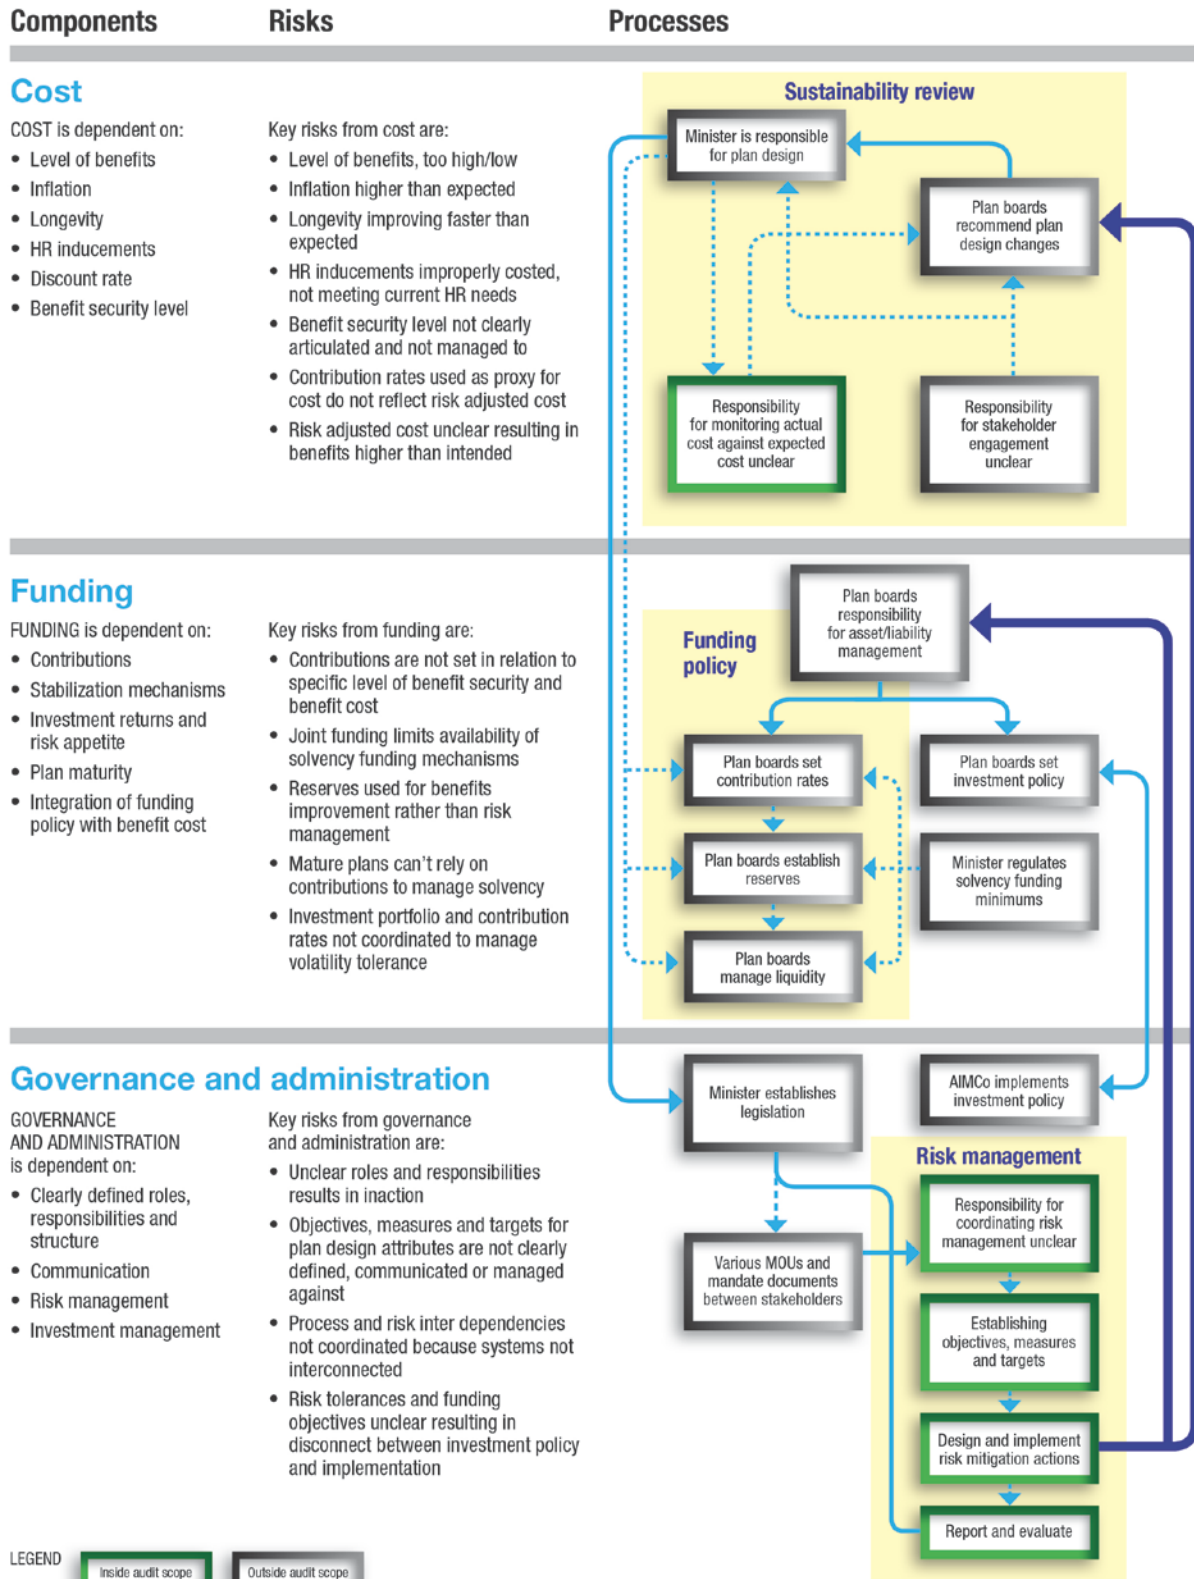 Components
Risks
Processes
Cost
COST is dependent on:
• Level of benefits
• Inflation
• Longevity
• HR inducements
• Discount rate
• Benefit security level
Key risks from cost are:
• Level of benefits, too high/low
• Inflation higher than expected
• Longevity improving faster than
expected
• HR inducements improperly costed,
not meeting current HR needs
• Benefit security level not clearly
articulated and not managed to
• Contribution rates used as proxy for
cost do not reflect risk adjusted cost
• Risk adjusted cost unclear resulting in
benefits higher than intended
Sustainability review
Minister is responsible
for plan design
Plan boards
recommend plan
design changes
Responsibility
for monitoring actual
cost against expected
cost unclear
Responsibility
for stakeholder
engagement
unclear
Funding
FUNDING is dependent on:
• Contributions
• Stabilization mechanisms
• Investment returns and
risk appetite
• Plan maturity
• Integration of funding
policy with benefit cost
Key risks from funding are:
• Contributions are not set in relation to
specific level of benefit security and
benefit cost
• Joint funding limits availability of
solvency funding mechanisms
• Reserves used for benefits
improvement rather than risk
management
• Mature plans can't rely on
contributions to manage solvency
• Investment portfolio and contribution
rates not coordinated to manage
volatility tolerance
Plan boards
responsibility
for asset/liability
management
Funding
policy
Plan boards set
contribution rates
Plan boards set
investment policy
Plan boards establish
reserves
Minister regulates
solvency funding
minimums
Plan boards
manage liquidity
Governance and administration
GOVERNANCE
AND ADMINISTRATION
is dependent on:
• Clearly defined roles,
responsibilities and
structure
• Communication
• Risk management
• Investment management
Key risks from governance
and administration are:
• Unclear roles and responsibilities
results in inaction
• Objectives, measures and targets for
plan design attributes are not clearly
defined, communicated or managed
against
• Process and risk inter dependencies
not coordinated because systems not
interconnected
• Risk tolerances and funding
objectives unclear resulting in
disconnect between investment policy
and implementation
Minister establishes
legislation
AIMCo implements
investment policy
Risk management
Responsibility for
coordinating risk
management unclear
Various MOUs and
mandate documents
between stakeholders
Establishing
objectives, measures
and targets
Design and implement
risk mitigation actions
Report and evaluate
LEGEND
Inside audit scope
Outside audit scope